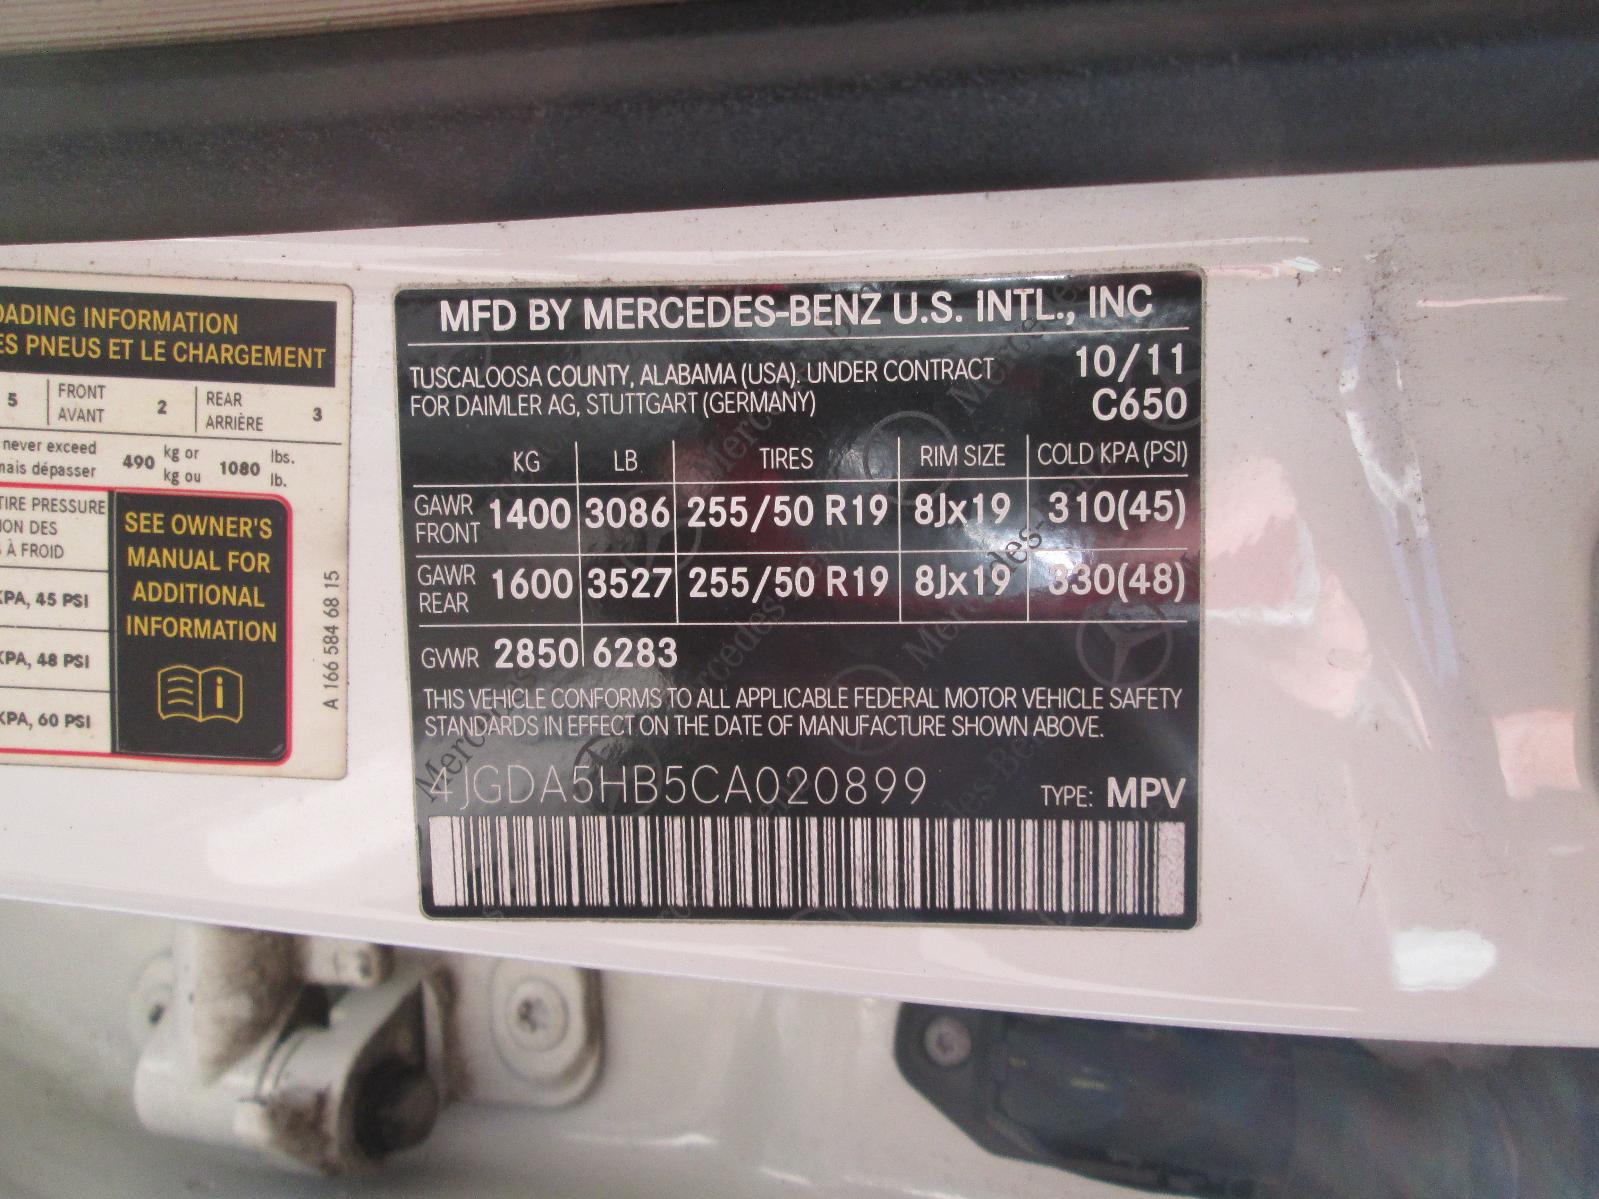 OADING INFORMATION
ES PNEUS ET LE CHARGEMENT
5 FRONT AVANT 2 REAR ARRIÈRE 3
never exceed 490 kg or 1080 lbs.
mais dépasser kg ou lb.
TIRE PRESSURE
ION DES
À FROID
KPA, 45 PSI
KPA, 48 PSI
KPA, 60 PSI
SEE OWNER'S
MANUAL FOR
ADDITIONAL
INFORMATION
A 166 584 68 15
MFD BY MERCEDES-BENZ U.S. INTL., INC
TUSCALOOSA COUNTY, ALABAMA (USA). UNDER CONTRACT 10/11
FOR DAIMLER AG, STUTTGART (GERMANY) C650
KG LB TIRES RIM SIZE COLD KPA (PSI)
GAWR FRONT 1400 3086 255/50 R19 8Jx19 310(45)
GAWR REAR 1600 3527 255/50 R19 8Jx19 330(48)
GVWR 2850 6283
THIS VEHICLE CONFORMS TO ALL APPLICABLE FEDERAL MOTOR VEHICLE SAFETY
STANDARDS IN EFFECT ON THE DATE OF MANUFACTURE SHOWN ABOVE.
4JGDA5HB5CA020899 TYPE: MPV